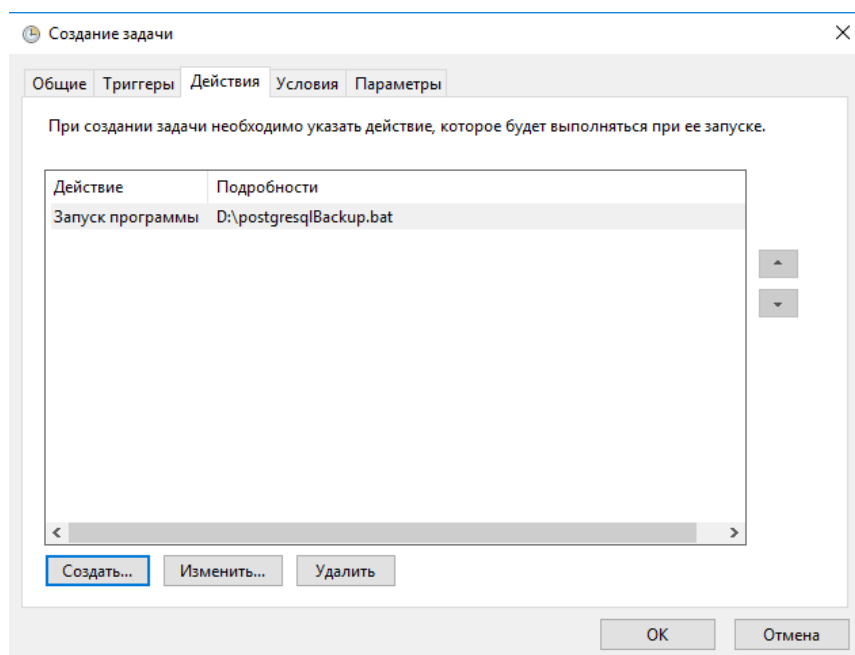 Создание задачи
Общие Триггеры Действия Условия Параметры
При создании задачи необходимо указать действие, которое будет выполняться при ее запуске.
Действие Подробности
Запуск программы D:\postgresqlBackup.bat
Создать... Изменить... Удалить
ОК Отмена